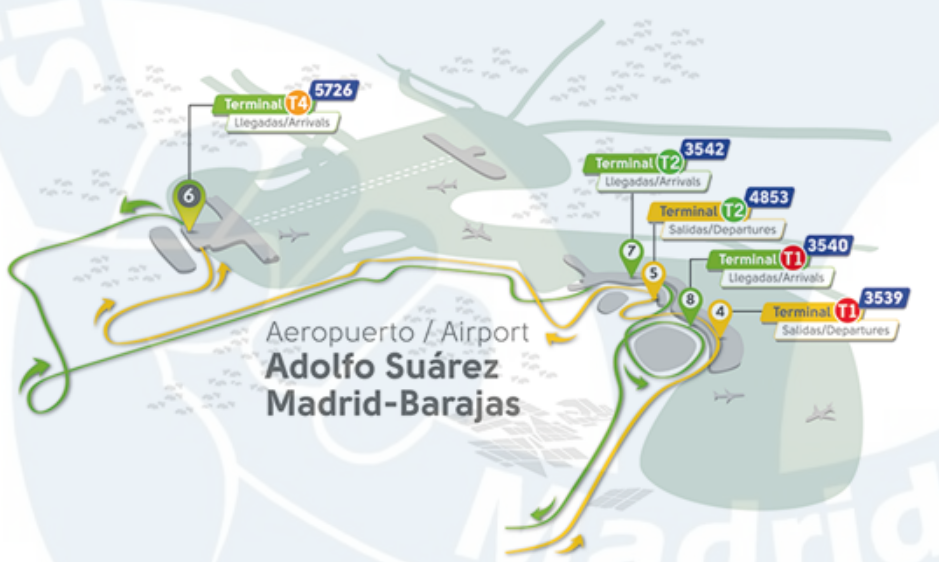 Terminal T4 5726
Llegadas/Arrivals
6
Terminal T2 3542
Llegadas/Arrivals
Terminal T2 4853
Salidas/Departures
Terminal T1 3540
Llegadas/Arrivals
Terminal T1 3539
Salidas/Departures
7
5
8
4
Aeropuerto / Airport
Adolfo Suárez
Madrid-Barajas
Madrid